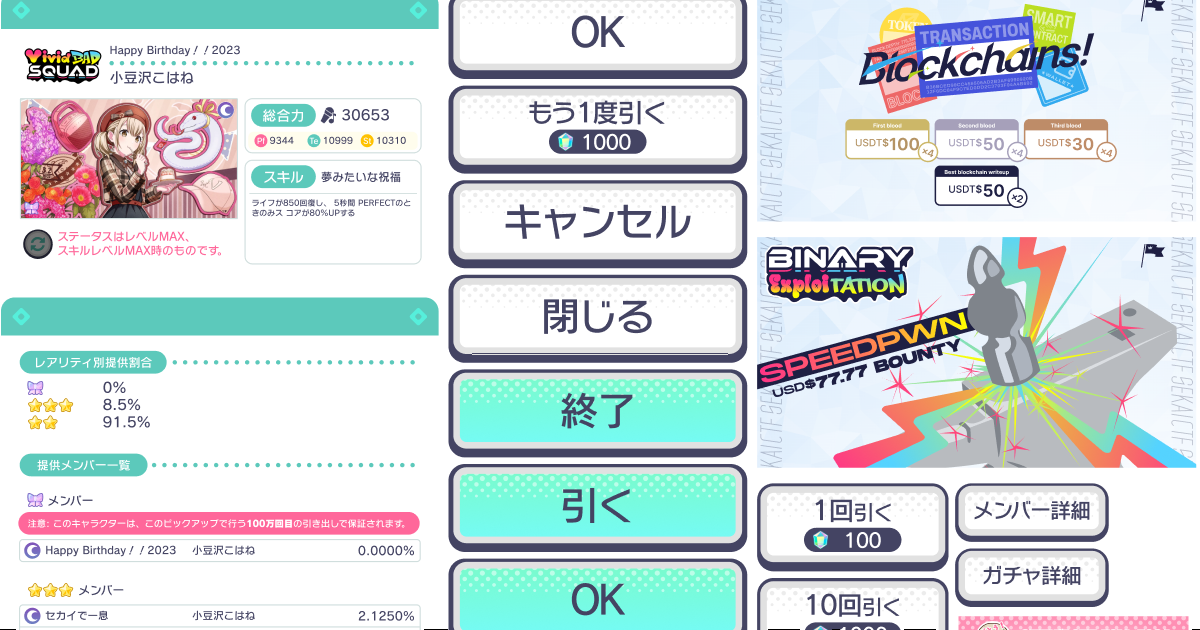 Vivid BAD SQUAD
Happy Birthday！！2023
小豆沢こはね
総合力 30653
Pf 9344 Te 10999 St 10310
スキル 夢みたいな祝福
ライフが850回復し、 5秒間 PERFECTのと
きのみス コアが80%UPする
ステータスはレベルMAX、
スキルレベルMAX時のものです。
レアリティ別提供割合
0%
8.5%
91.5%
提供メンバー一覧
メンバー
注意: このキャラクターは、このピックアップで行う100万回目の引き出しで保証されます。
Happy Birthday！！2023 小豆沢こはね 0.0000%
メンバー
セカイで一息 小豆沢こはね 2.1250%
OK
もう1度引く
1000
キャンセル
閉じる
終了
引く
OK
TRANSACTION
SMART
Blockchains!
First blood
USDT$100 ×4
Second blood
USDT$50 ×4
Third blood
USDT$30 ×4
Best blockchain writeup
USDT$50 ×2
BINARY
ExploiTATION
SPEEDPWN
USD$77.77 BOUNTY
1回引く
100
10回引く
メンバー詳細
ガチャ詳細